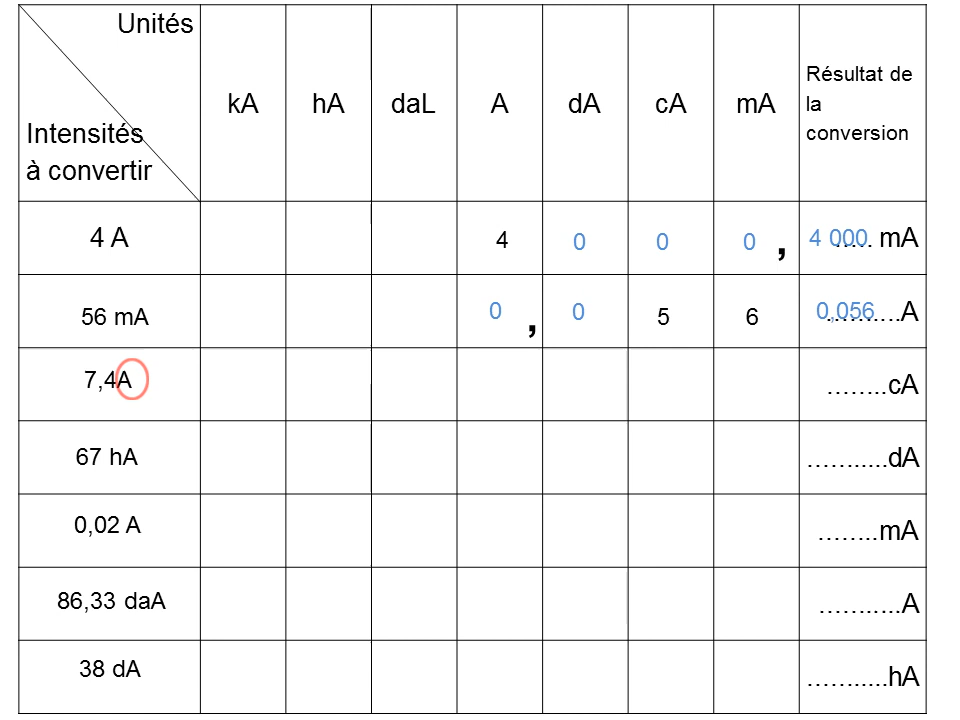 Unités
Intensités
à convertir
kA hA daL A dA cA mA
Résultat de
la
conversion
4 A 4 0 0 0 , 4 000 ..... mA
56 mA 0 , 0 5 6 0,056 ..........A
7,4A ……..cA
67 hA ……......dA
0,02 A ……..mA
86,33 daA ……......A
38 dA ……......hA